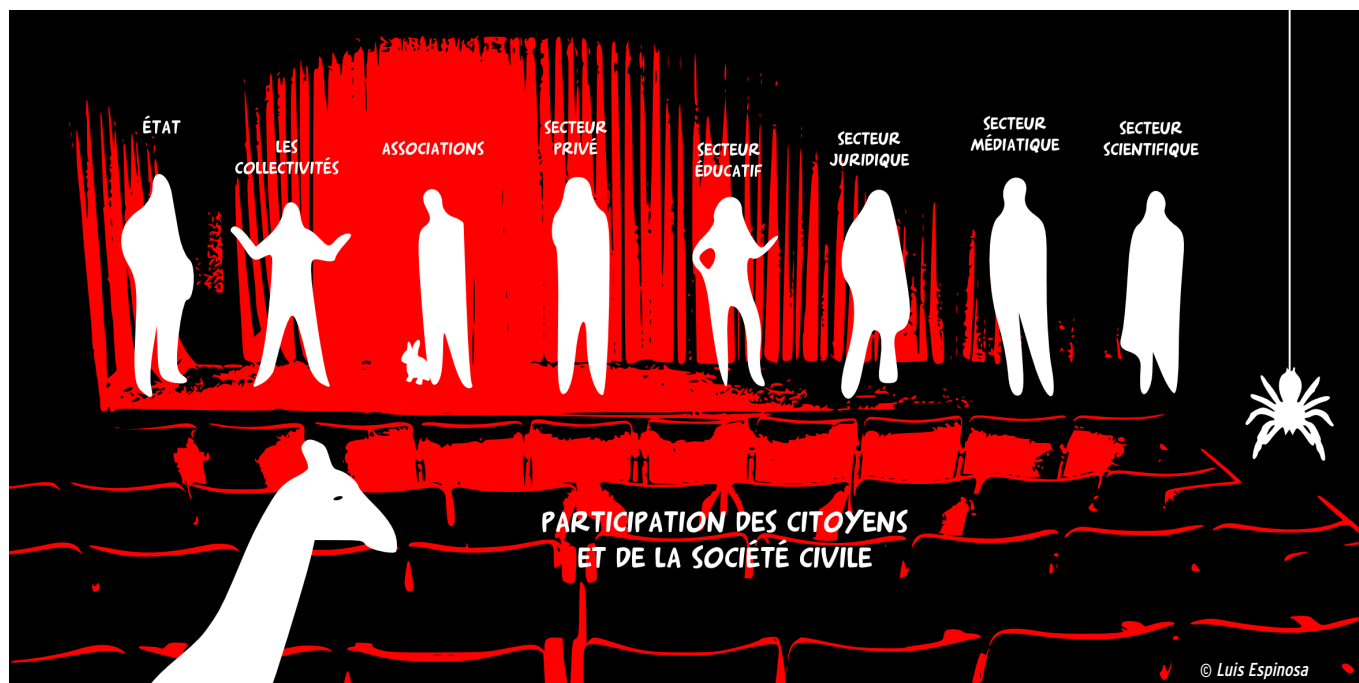 ÉTAT
LES
COLLECTIVITÉS
ASSOCIATIONS
SECTEUR
PRIVÉ
SECTEUR
ÉDUCATIF
SECTEUR
JURIDIQUE
SECTEUR
MÉDIATIQUE
SECTEUR
SCIENTIFIQUE
PARTICIPATION DES CITOYENS
ET DE LA SOCIÉTÉ CIVILE
© Luis Espinosa